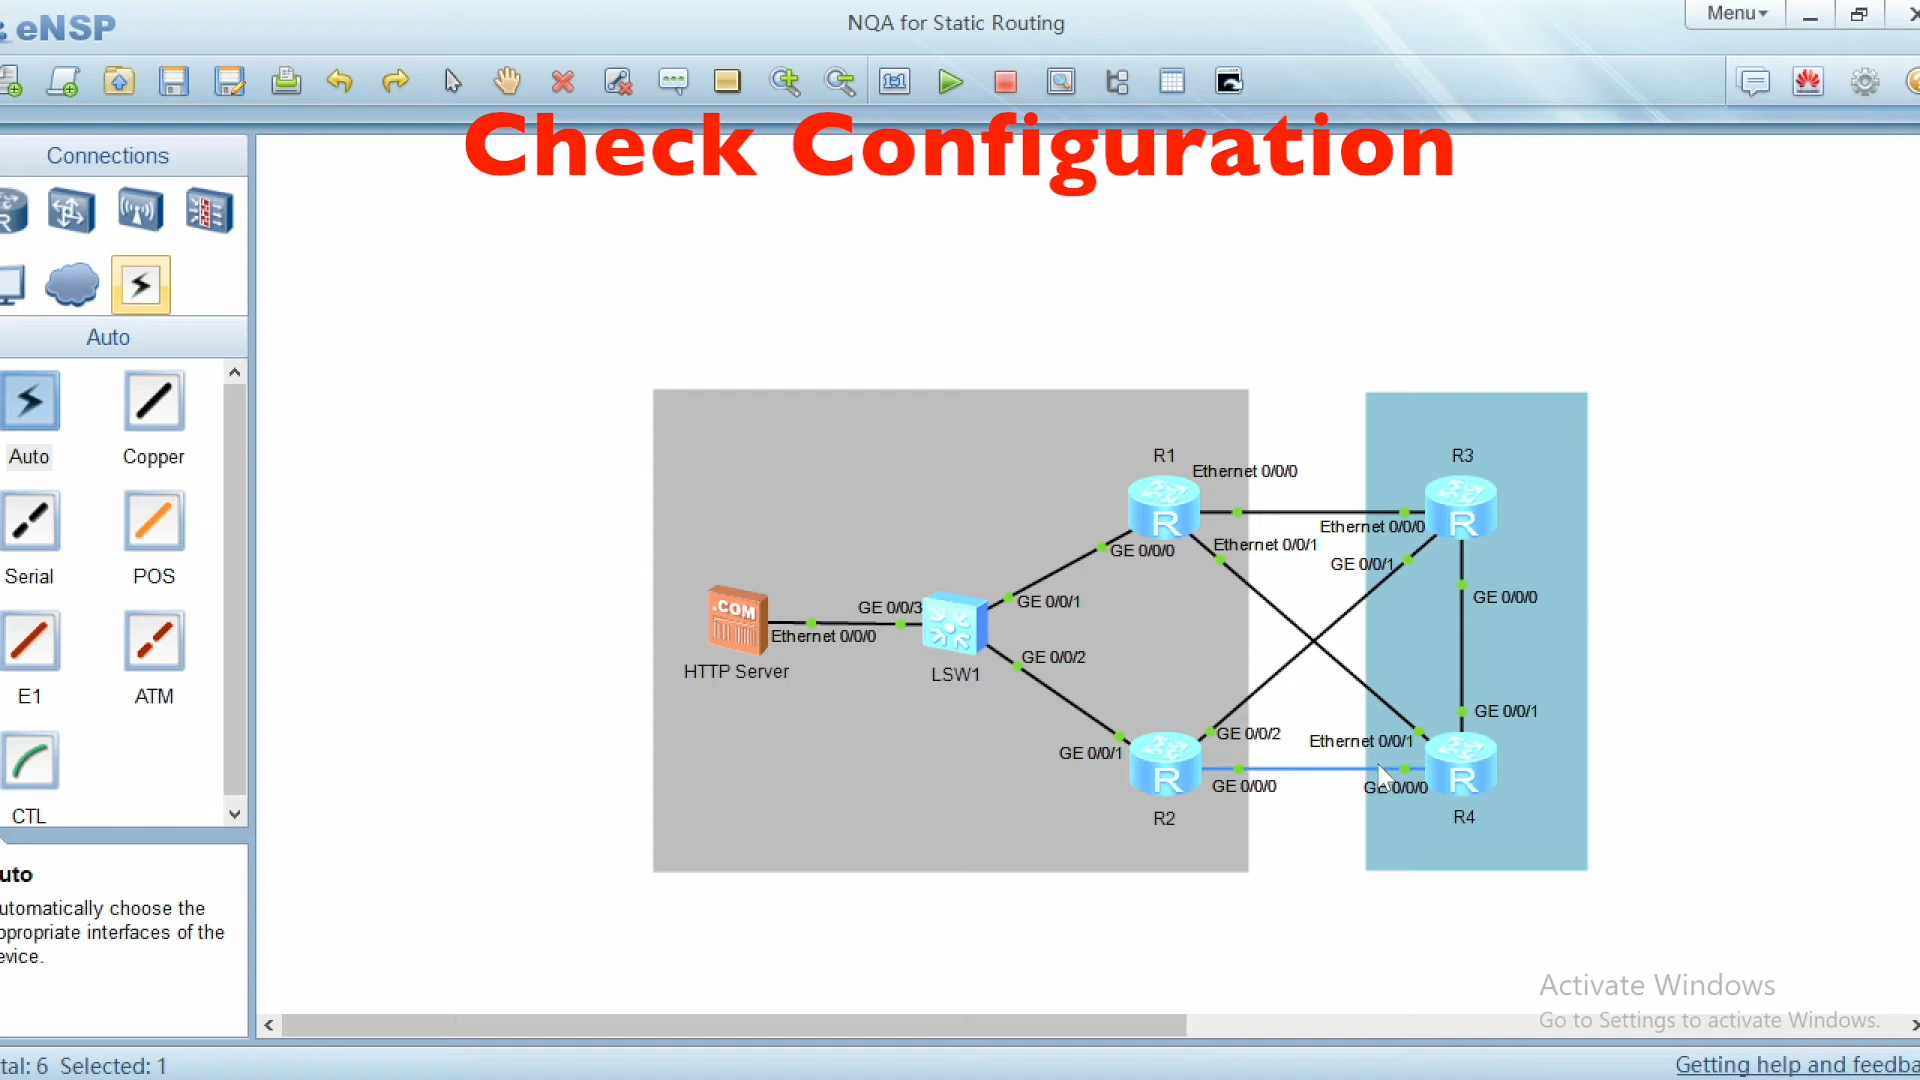 eNSP
NQA for Static Routing
Menu
Check Configuration
Connections
Auto
Auto
Copper
Serial
POS
E1
ATM
CTL
uto
utomatically choose the
ppropriate interfaces of the
evice.
R1
Ethernet 0/0/0
R3
Ethernet 0/0/0
GE 0/0/0
Ethernet 0/0/1
GE 0/0/1
GE 0/0/0
.COM
GE 0/0/3
GE 0/0/1
Ethernet 0/0/0
HTTP Server
LSW1
GE 0/0/2
GE 0/0/1
GE 0/0/2
Ethernet 0/0/1
GE 0/0/1
R
R
R
R
GE 0/0/0
GE 0/0/0
R2
R4
Activate Windows
Go to Settings to activate Windows.
tal: 6 Selected: 1
Getting help and feedba